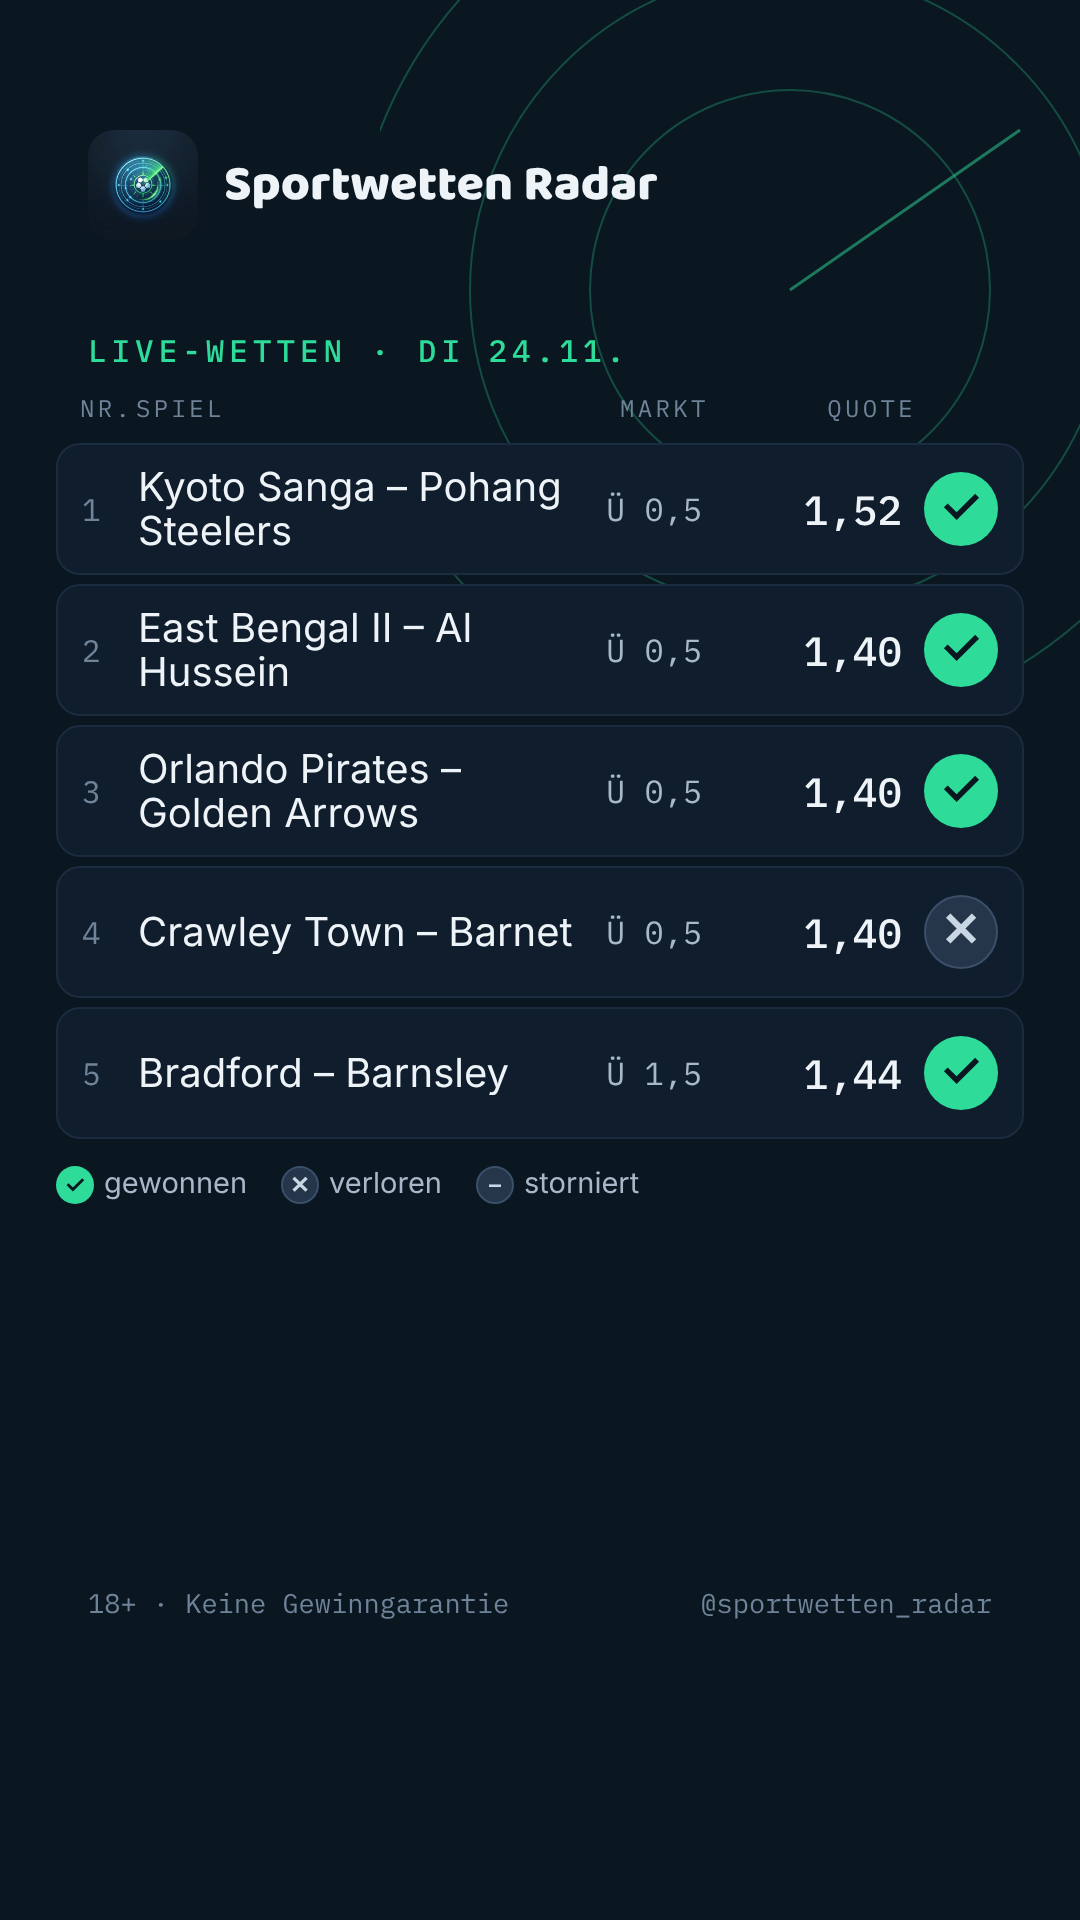 Sportwetten Radar
LIVE-WETTEN · DI 24.11.
NR. SPIEL MARKT QUOTE
1 Kyoto Sanga – Pohang Steelers Ü 0,5 1,52
2 East Bengal II – Al Hussein Ü 0,5 1,40
3 Orlando Pirates – Golden Arrows Ü 0,5 1,40
4 Crawley Town – Barnet Ü 0,5 1,40
5 Bradford – Barnsley Ü 1,5 1,44
gewonnen verloren storniert
18+ · Keine Gewinngarantie @sportwetten_radar